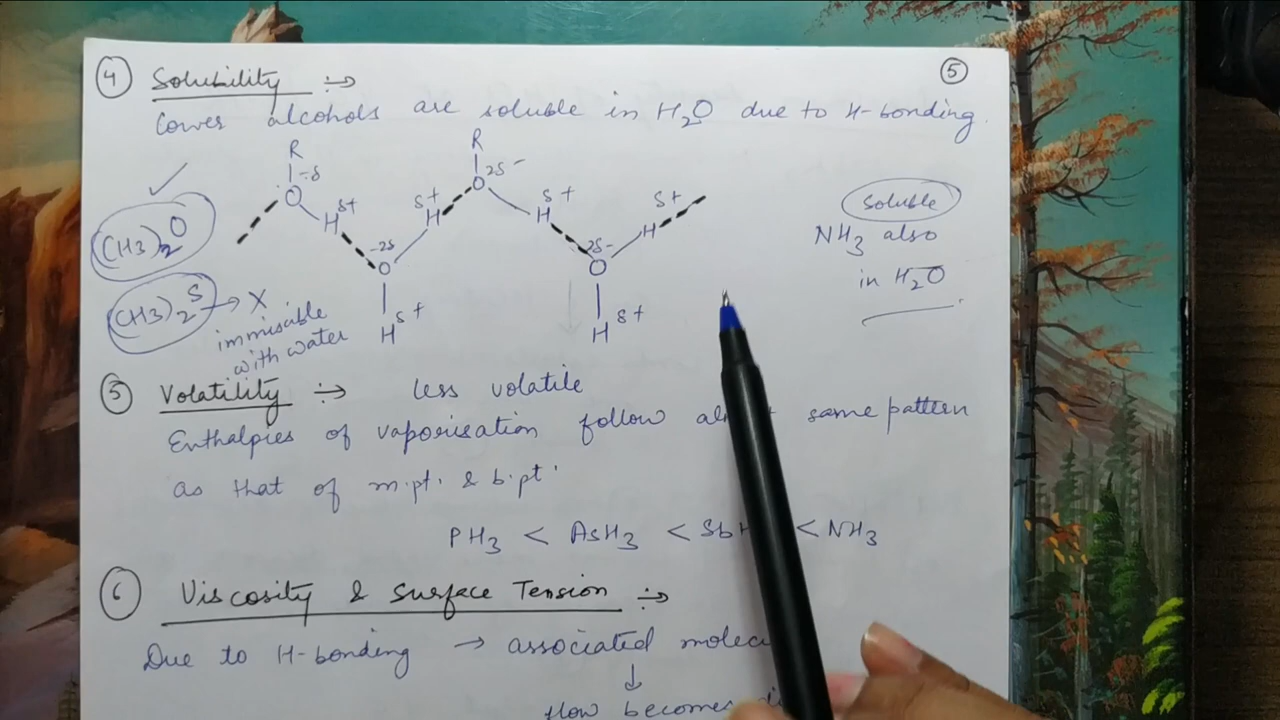 ④ Solubility :→ ⑤
Lower alcohols are soluble in H₂O due to H-bonding.
R R
-δ 2δ-
O O
δ+ δ+ δ+ δ+
H H H H
-2δ 2δ-
O O
H δ+ H δ+
(CH3)₂O
(CH3)₂S → X
immisible
with water
Soluble
NH₃ also
in H₂O
⑤ Volatility :→ less volatile
Enthalpies of vaporisation follow same pattern
as that of m.pt. & b.pt.
PH₃ < AsH₃ < SbH < NH₃
⑥ Viscosity & Surface Tension :→
Due to H-bonding → associated
↓
flow becomes